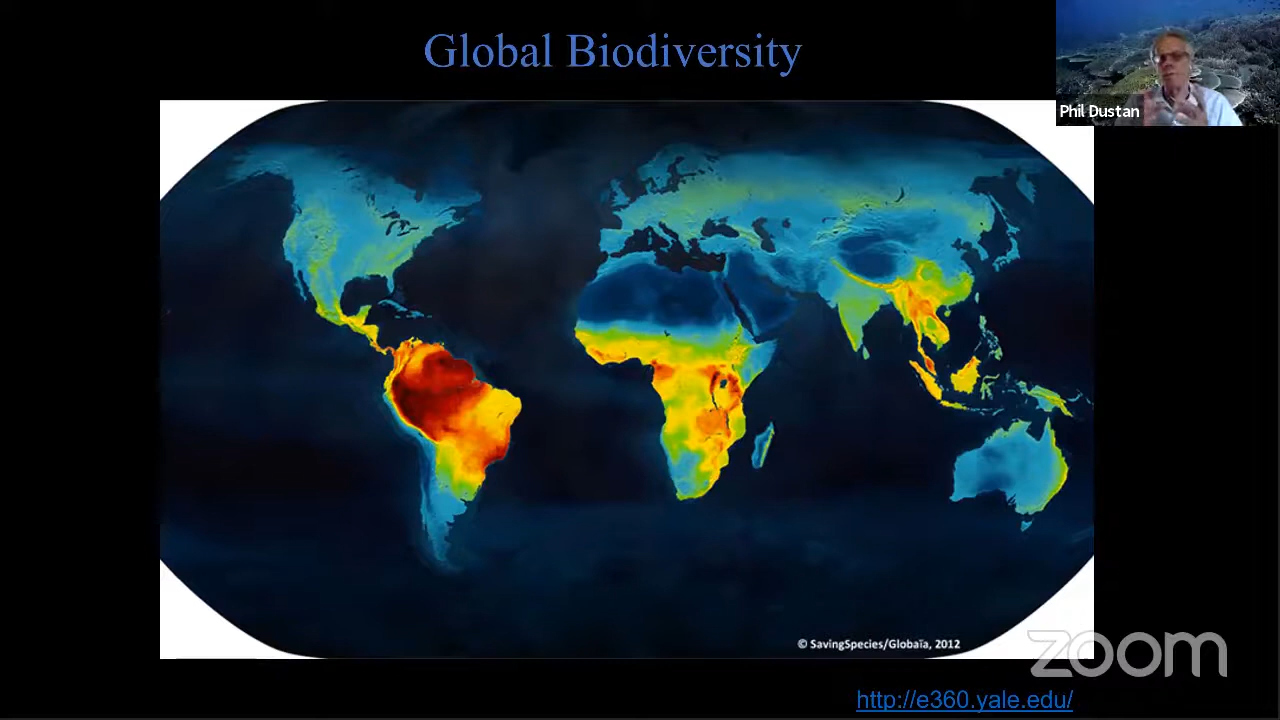 Global Biodiversity
Phil Dustan
© SavingSpecies/Globaïa, 2012
zoom
http://e360.yale.edu/